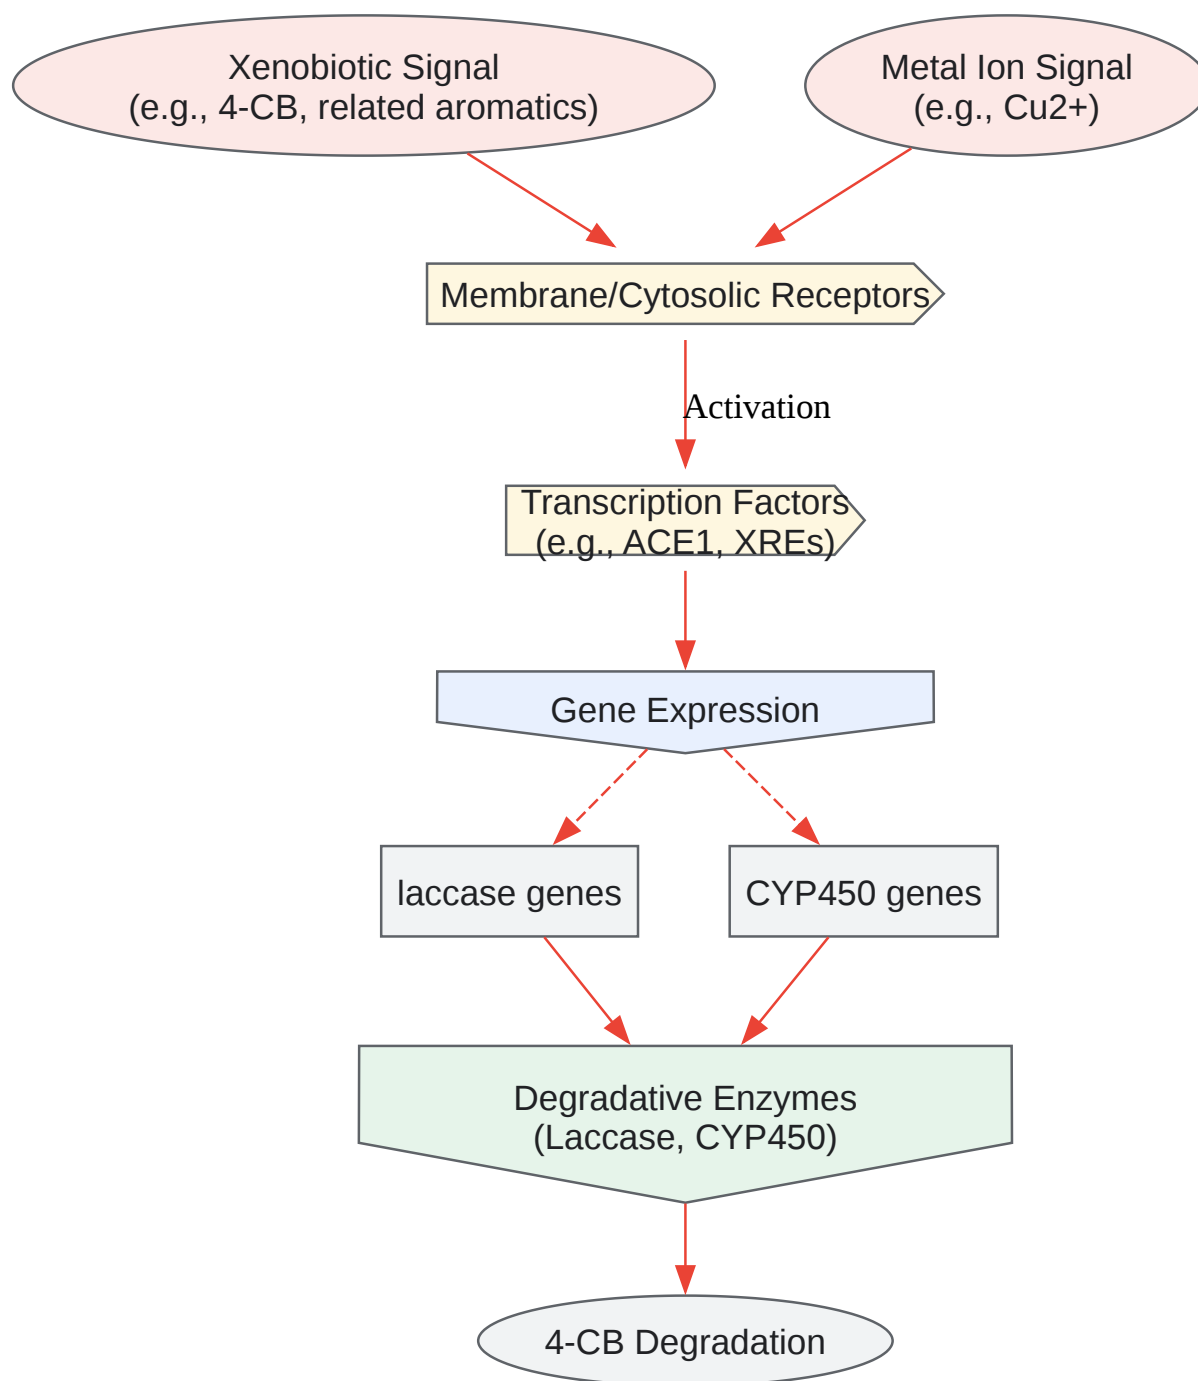 Xenobiotic Signal
(e.g., 4-CB, related aromatics)
Metal Ion Signal
(e.g., Cu2+)
Membrane/Cytosolic Receptors
Activation
Transcription Factors
(e.g., ACE1, XREs)
Gene Expression
laccase genes
CYP450 genes
Degradative Enzymes
(Laccase, CYP450)
4-CB Degradation